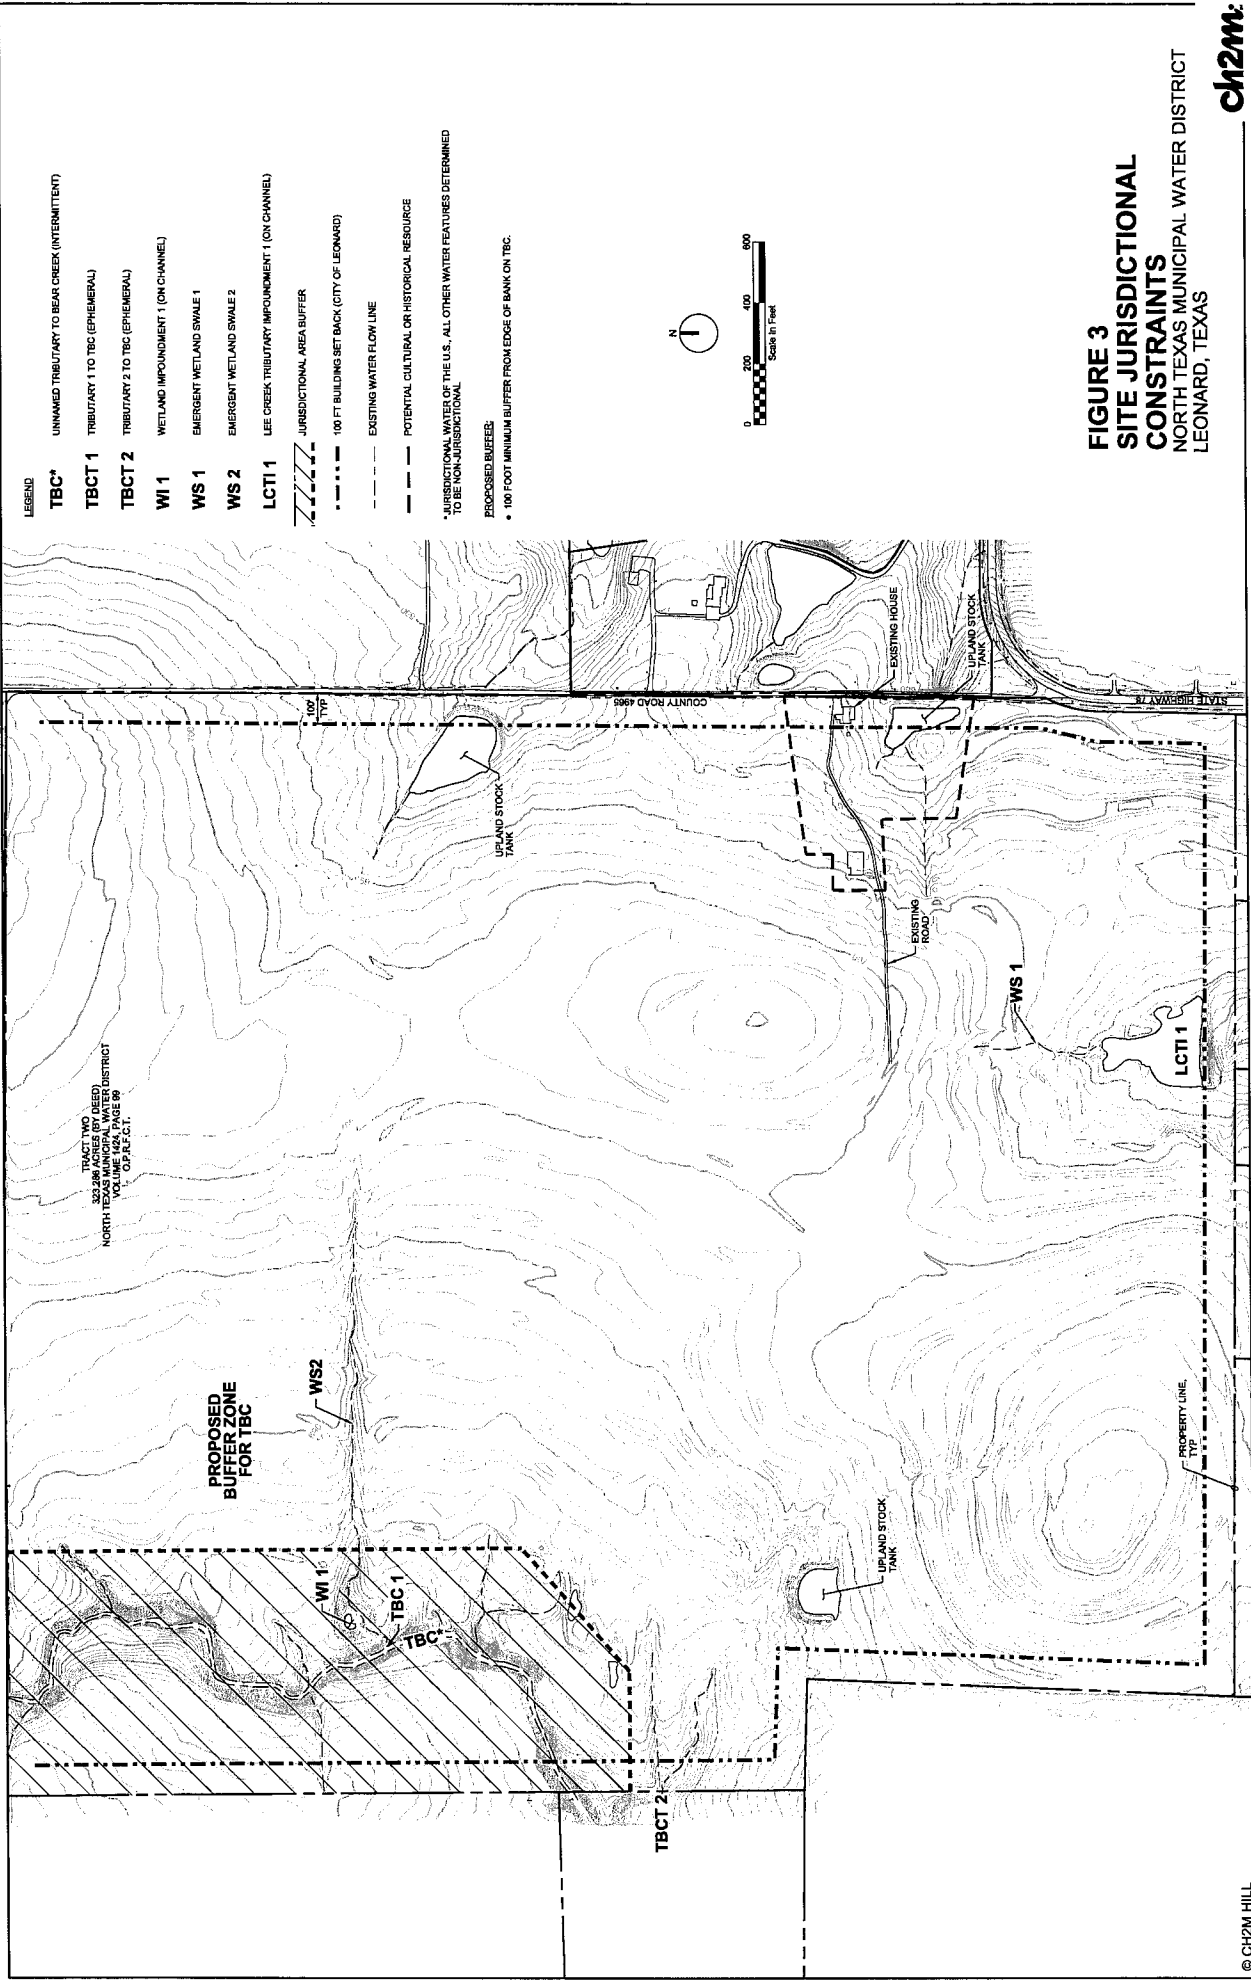 LEGEND
TBC* UNNAMED TRIBUTARY TO BEAR CREEK (INTERMITTENT)
TBCT 1 TRIBUTARY 1 TO TBC (EPHEMERAL)
TBCT 2 TRIBUTARY 2 TO TBC (EPHEMERAL)
WI 1 WETLAND IMPOUNDMENT 1 (ON CHANNEL)
WS 1 EMERGENT WETLAND SWALE 1
WS 2 EMERGENT WETLAND SWALE 2
LCTI 1 LEE CREEK TRIBUTARY IMPOUNDMENT 1 (ON CHANNEL)
JURISDICTIONAL AREA BUFFER
100 FT BUILDING SET BACK (CITY OF LEONARD)
EXISTING WATER FLOW LINE
POTENTIAL CULTURAL OR HISTORICAL RESOURCE
*JURISDICTIONAL WATER OF THE U.S., ALL OTHER WATER FEATURES DETERMINED
TO BE NON-JURISDICTIONAL
PROPOSED BUFFER:
• 100 FOOT MINIMUM BUFFER FROM EDGE OF BANK ON TBC.
N
0 200 400 600
Scale In Feet
FIGURE 3
SITE JURISDICTIONAL
CONSTRAINTS
NORTH TEXAS MUNICIPAL WATER DISTRICT
LEONARD, TEXAS
ch2m:
TRACT TWO
323.286 ACRES (BY DEED)
NORTH TEXAS MUNICIPAL WATER DISTRICT
VOLUME 1424, PAGE 99
O.P.R.F.C.T.
100'
TYP
UPLAND STOCK
TANK
COUNTY ROAD 4965
EXISTING HOUSE
UPLAND STOCK
TANK
STATE HIGHWAY 78
EXISTING
ROAD
WS 1
LCTI 1
PROPOSED
BUFFER ZONE
FOR TBC
WS2
WI 1
TBC 1
TBC*
UPLAND STOCK
TANK
PROPERTY LINE,
TYP
TBCT 2
© CH2M HILL